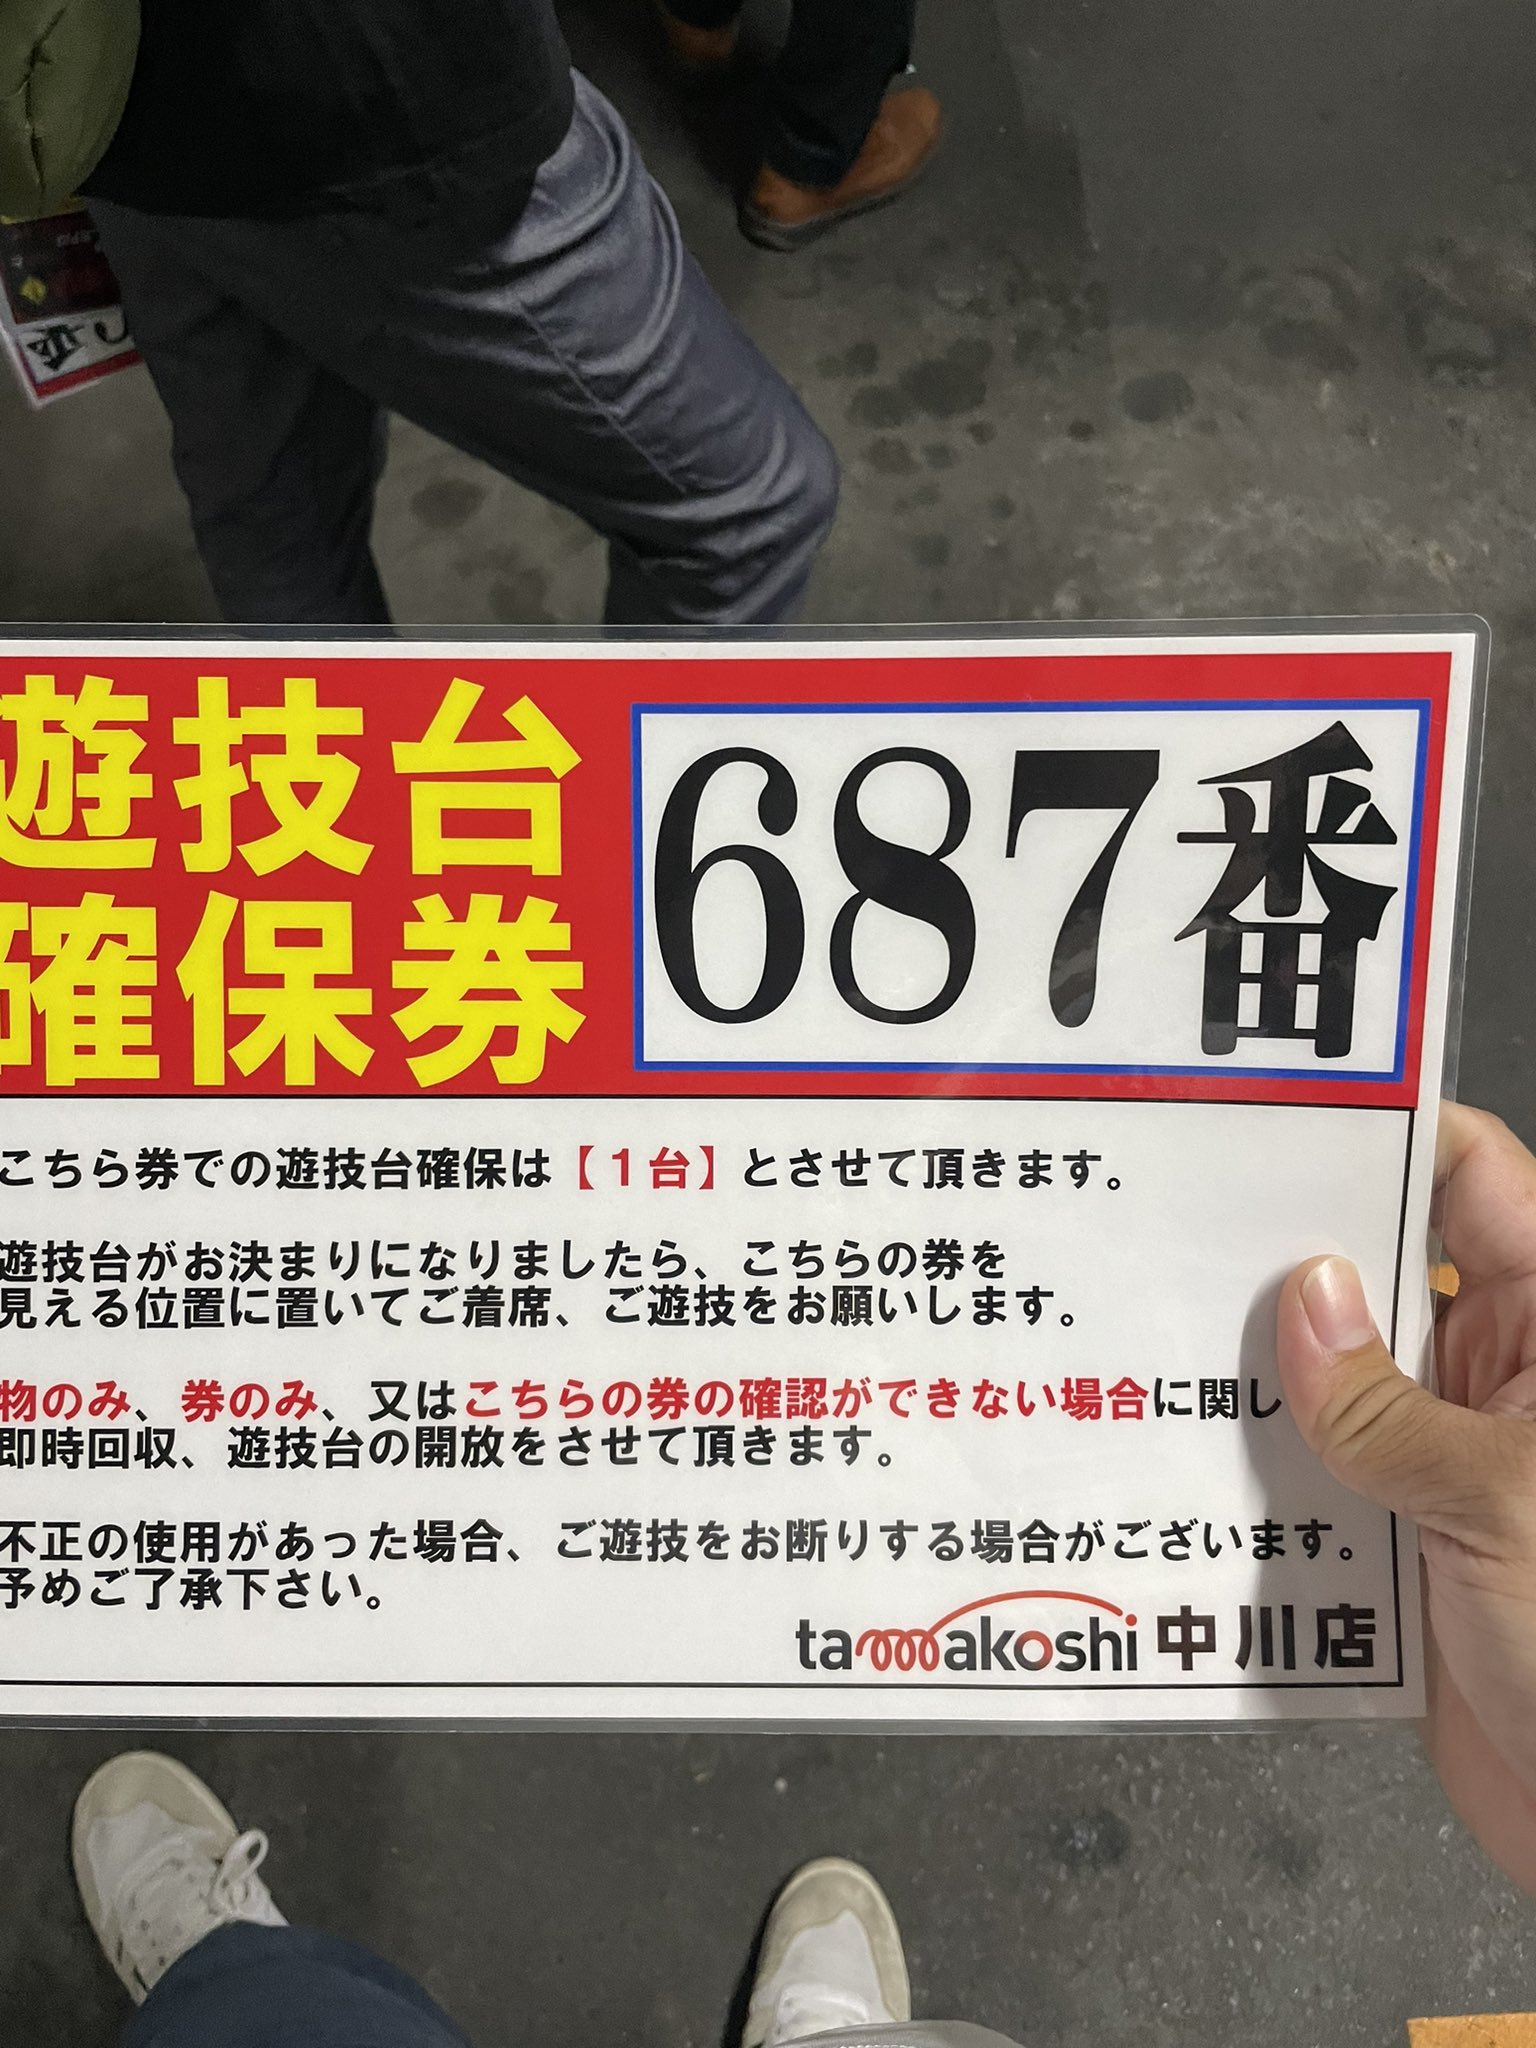 遊技台
確保券
687番
こちら券での遊技台確保は【1台】とさせて頂きます。
遊技台がお決まりになりましたら、こちらの券を
見える位置に置いてご着席、ご遊技をお願いします。
物のみ、券のみ、又はこちらの券の確認ができない場合に関し
即時回収、遊技台の開放をさせて頂きます。
不正の使用があった場合、ご遊技をお断りする場合がございます。
予めご了承下さい。
tamakoshi 中川店